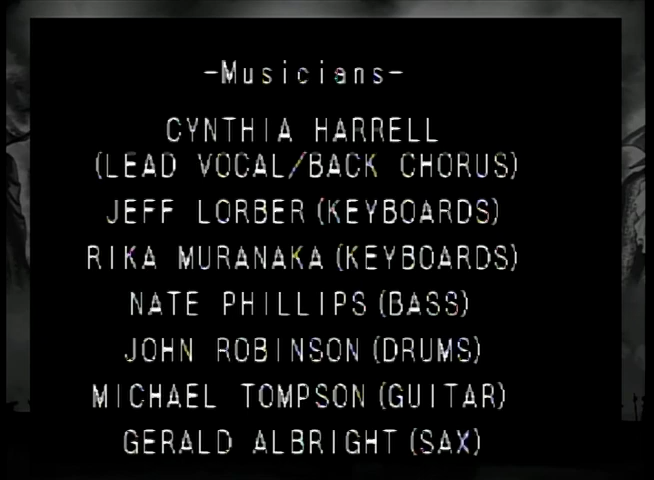 -Musicians-
CYNTHIA HARRELL
(LEAD VOCAL/BACK CHORUS)
JEFF LORBER(KEYBOARDS)
RIKA MURANAKA(KEYBOARDS)
NATE PHILLIPS(BASS)
JOHN ROBINSON(DRUMS)
MICHAEL TOMPSON(GUITAR)
GERALD ALBRIGHT(SAX)